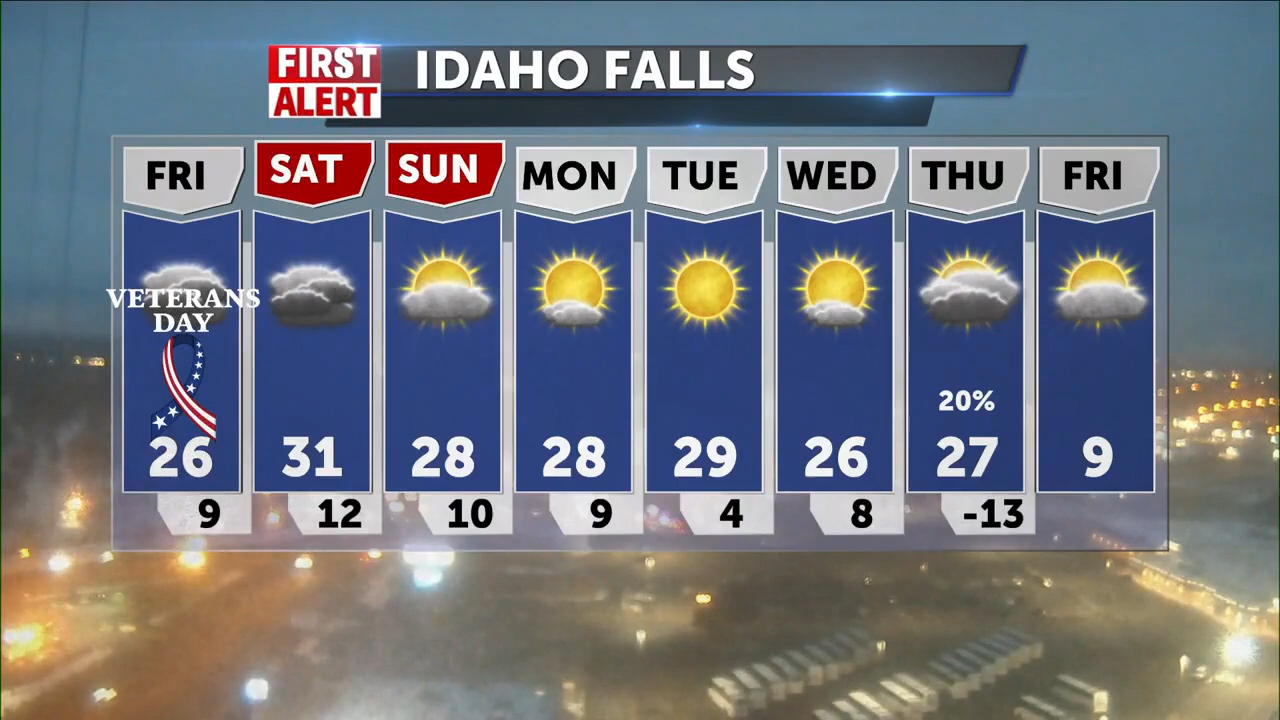 FIRST
ALERT
IDAHO FALLS
FRI SAT SUN MON TUE WED THU FRI
VETERANS
DAY
20%
26 31 28 28 29 26 27 9
9 12 10 9 4 8 -13